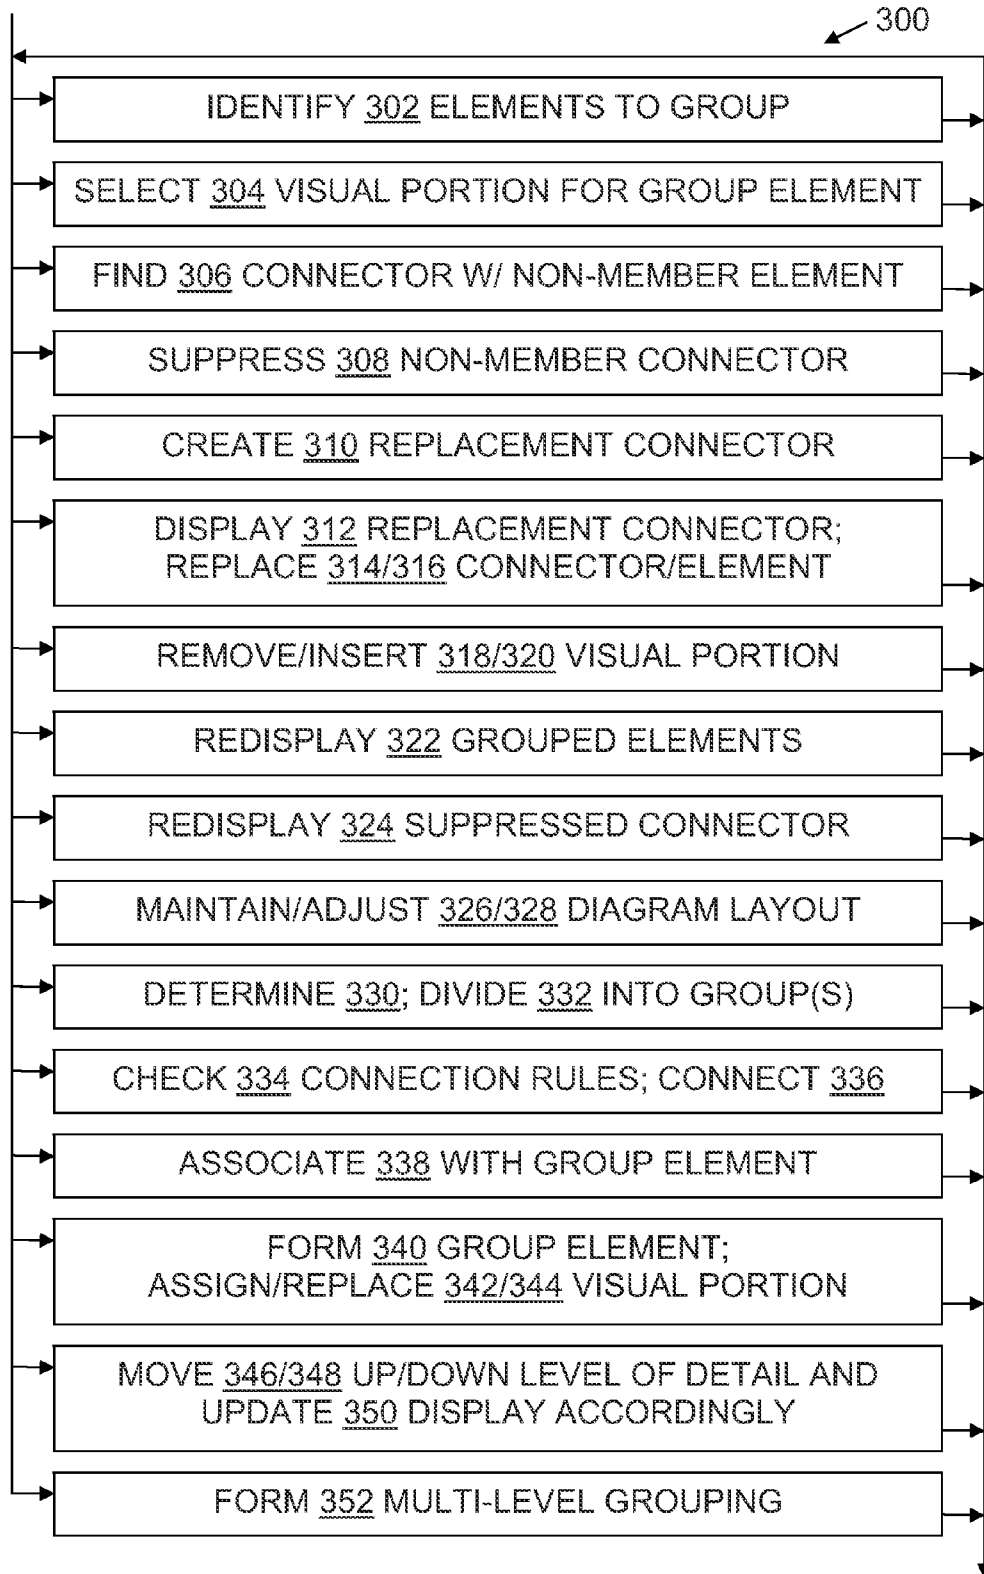 300
IDENTIFY 302 ELEMENTS TO GROUP
SELECT 304 VISUAL PORTION FOR GROUP ELEMENT
FIND 306 CONNECTOR W/ NON-MEMBER ELEMENT
SUPPRESS 308 NON-MEMBER CONNECTOR
CREATE 310 REPLACEMENT CONNECTOR
DISPLAY 312 REPLACEMENT CONNECTOR;
REPLACE 314/316 CONNECTOR/ELEMENT
REMOVE/INSERT 318/320 VISUAL PORTION
REDISPLAY 322 GROUPED ELEMENTS
REDISPLAY 324 SUPPRESSED CONNECTOR
MAINTAIN/ADJUST 326/328 DIAGRAM LAYOUT
DETERMINE 330; DIVIDE 332 INTO GROUP(S)
CHECK 334 CONNECTION RULES; CONNECT 336
ASSOCIATE 338 WITH GROUP ELEMENT
FORM 340 GROUP ELEMENT;
ASSIGN/REPLACE 342/344 VISUAL PORTION
MOVE 346/348 UP/DOWN LEVEL OF DETAIL AND
UPDATE 350 DISPLAY ACCORDINGLY
FORM 352 MULTI-LEVEL GROUPING